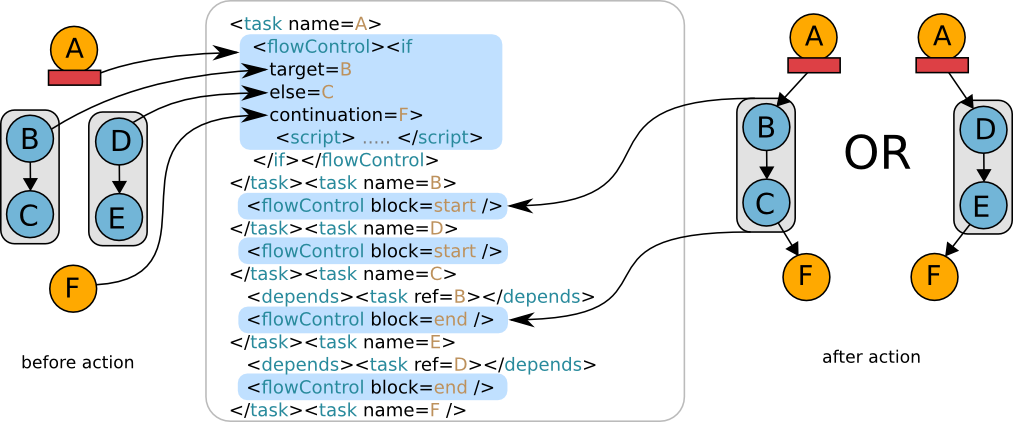 A
B
C
D
E
F
before action
<task name=A>
<flowControl><if
target=B
else=C
continuation=F>
<script> ..... </script>
</if></flowControl>
</task><task name=B>
<flowControl block=start />
</task><task name=D>
<flowControl block=start />
</task><task name=C>
<depends><task ref=B></depends>
<flowControl block=end />
</task><task name=E>
<depends><task ref=D></depends>
<flowControl block=end />
</task><task name=F />
A
B
C
F
OR
A
D
E
F
after action